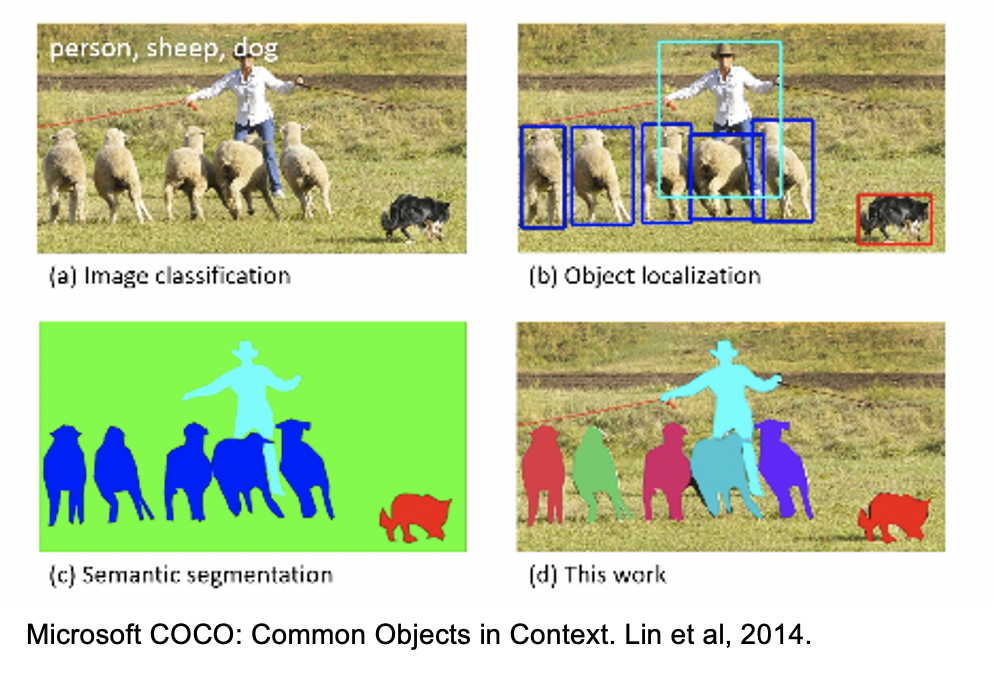 person, sheep, dog
(a) Image classification
(b) Object localization
(c) Semantic segmentation
(d) This work
Microsoft COCO: Common Objects in Context. Lin et al, 2014.